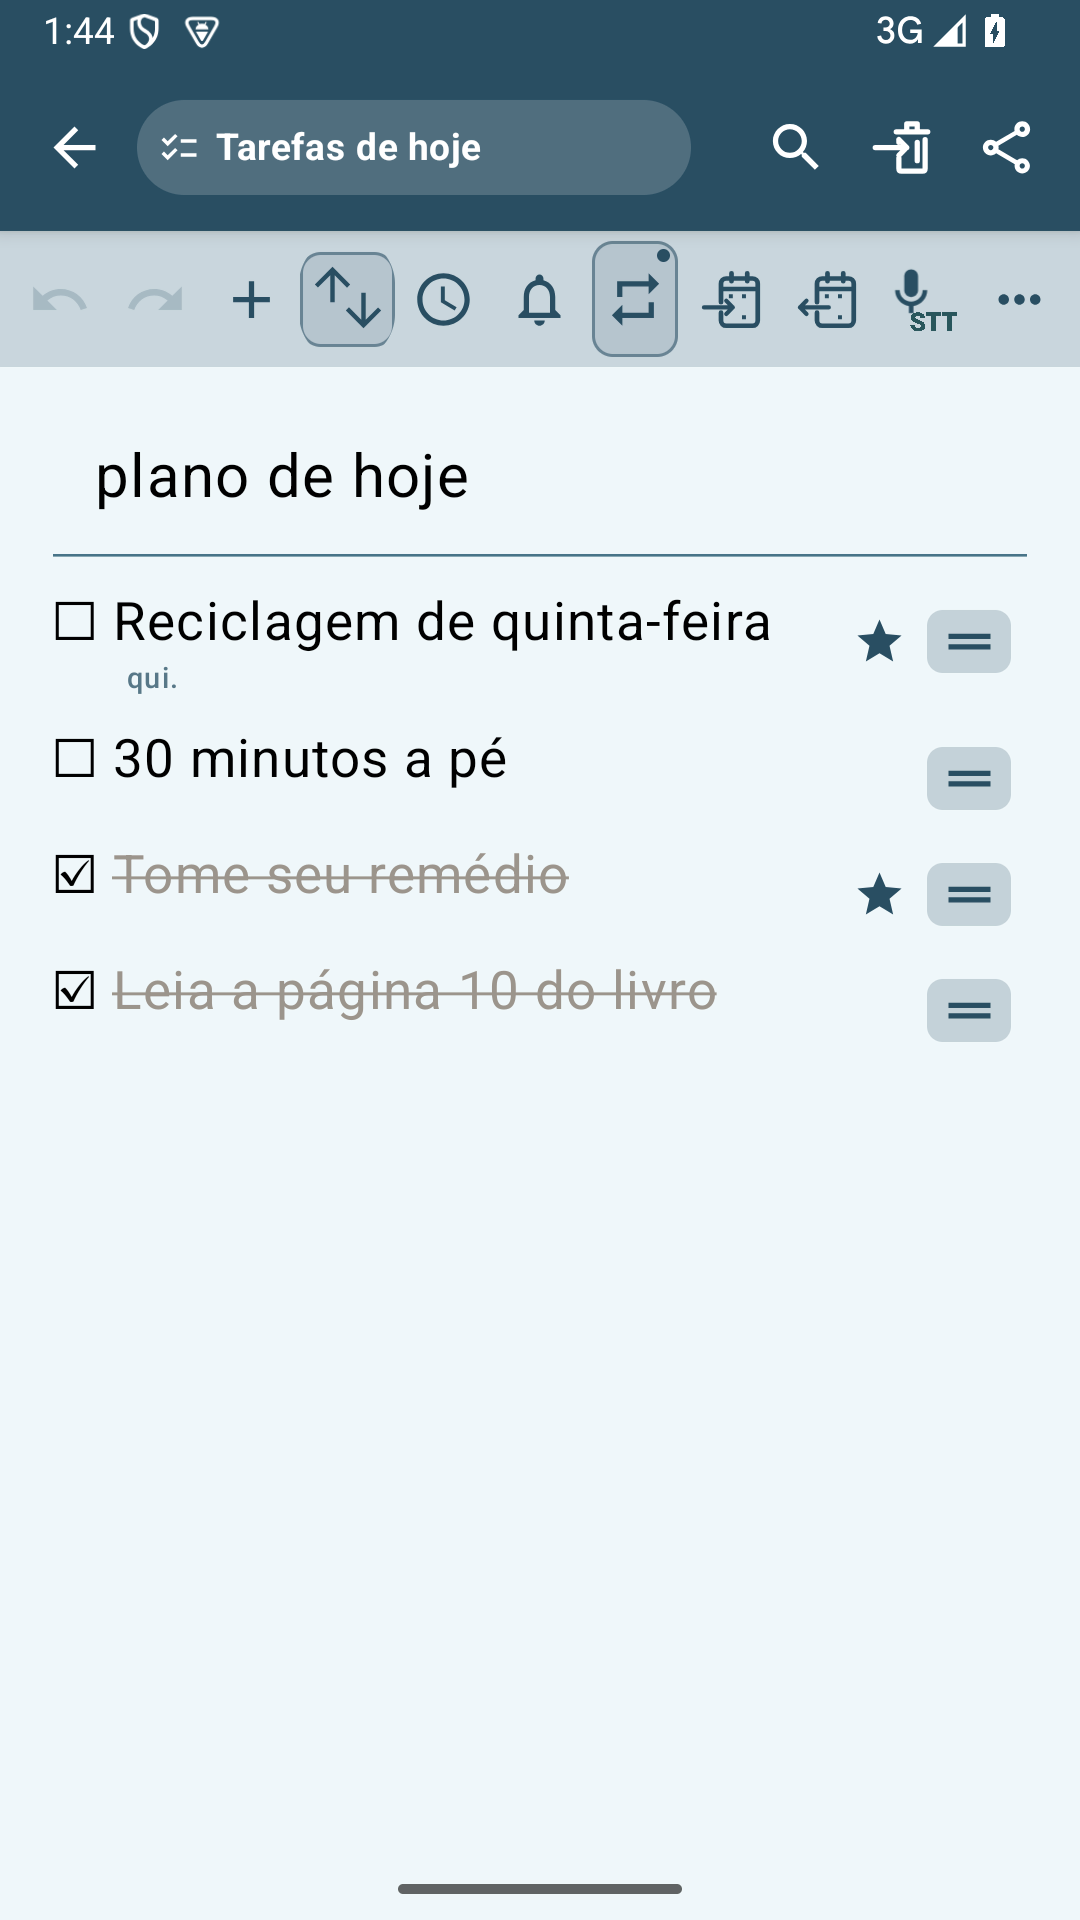 1:44
3G
Tarefas de hoje
STT
plano de hoje
Reciclagem de quinta-feira
qui.
30 minutos a pé
Tome seu remédio
Leia a página 10 do livro